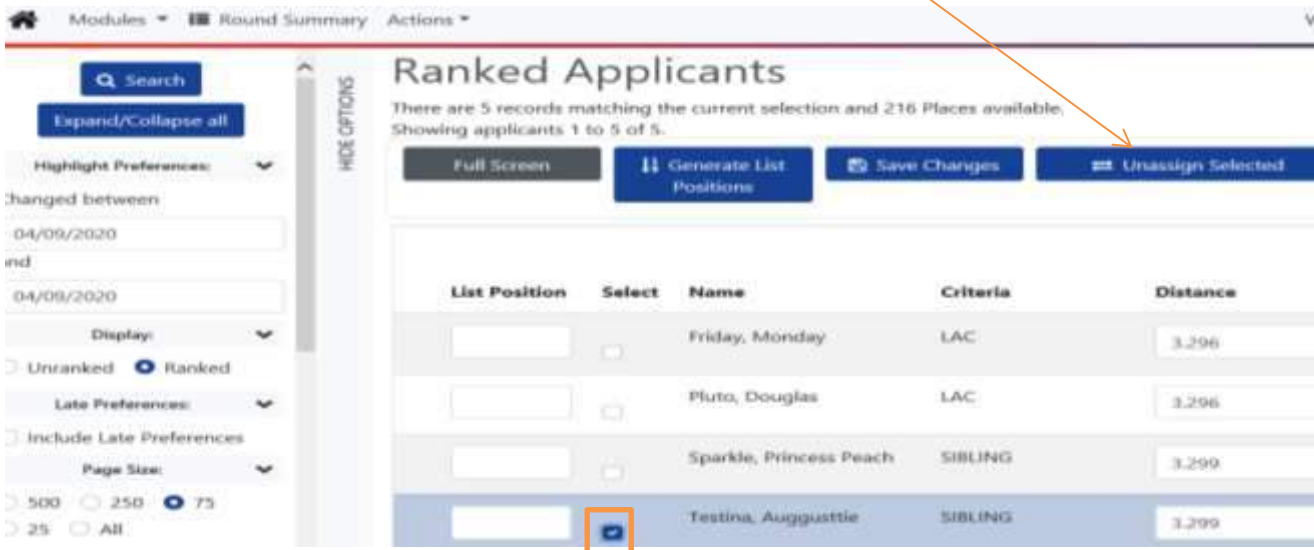 Modules Round Summary Actions
Search
Expand/Collapse all
Highlight Preferences:
Changed between
04/09/2020
and
04/09/2020
Display:
Unranked Ranked
Late Preferences:
Include Late Preferences
Page Size:
500 250 75
25 All
HIDE OPTIONS
Ranked Applicants
There are 5 records matching the current selection and 216 Places available.
Showing applicants 1 to 5 of 5.
Full Screen Generate List Positions Save Changes Unassign Selected
List Position Select Name Criteria Distance
Friday, Monday LAC 3.296
Pluto, Douglas LAC 3.296
Sparkle, Princess Peach SIBLING 3.299
Testina, Auggusttie SIBLING 3.299